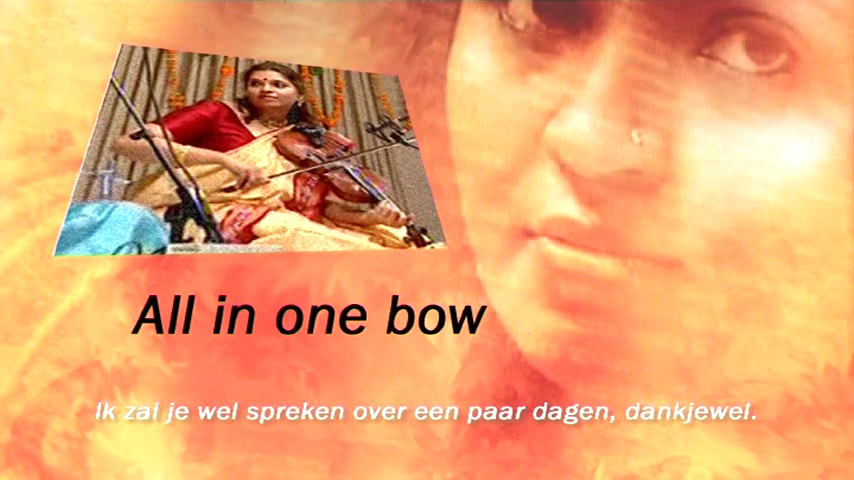 All in one bow
Ik zal je wel spreken over een paar dagen, dankjewel.